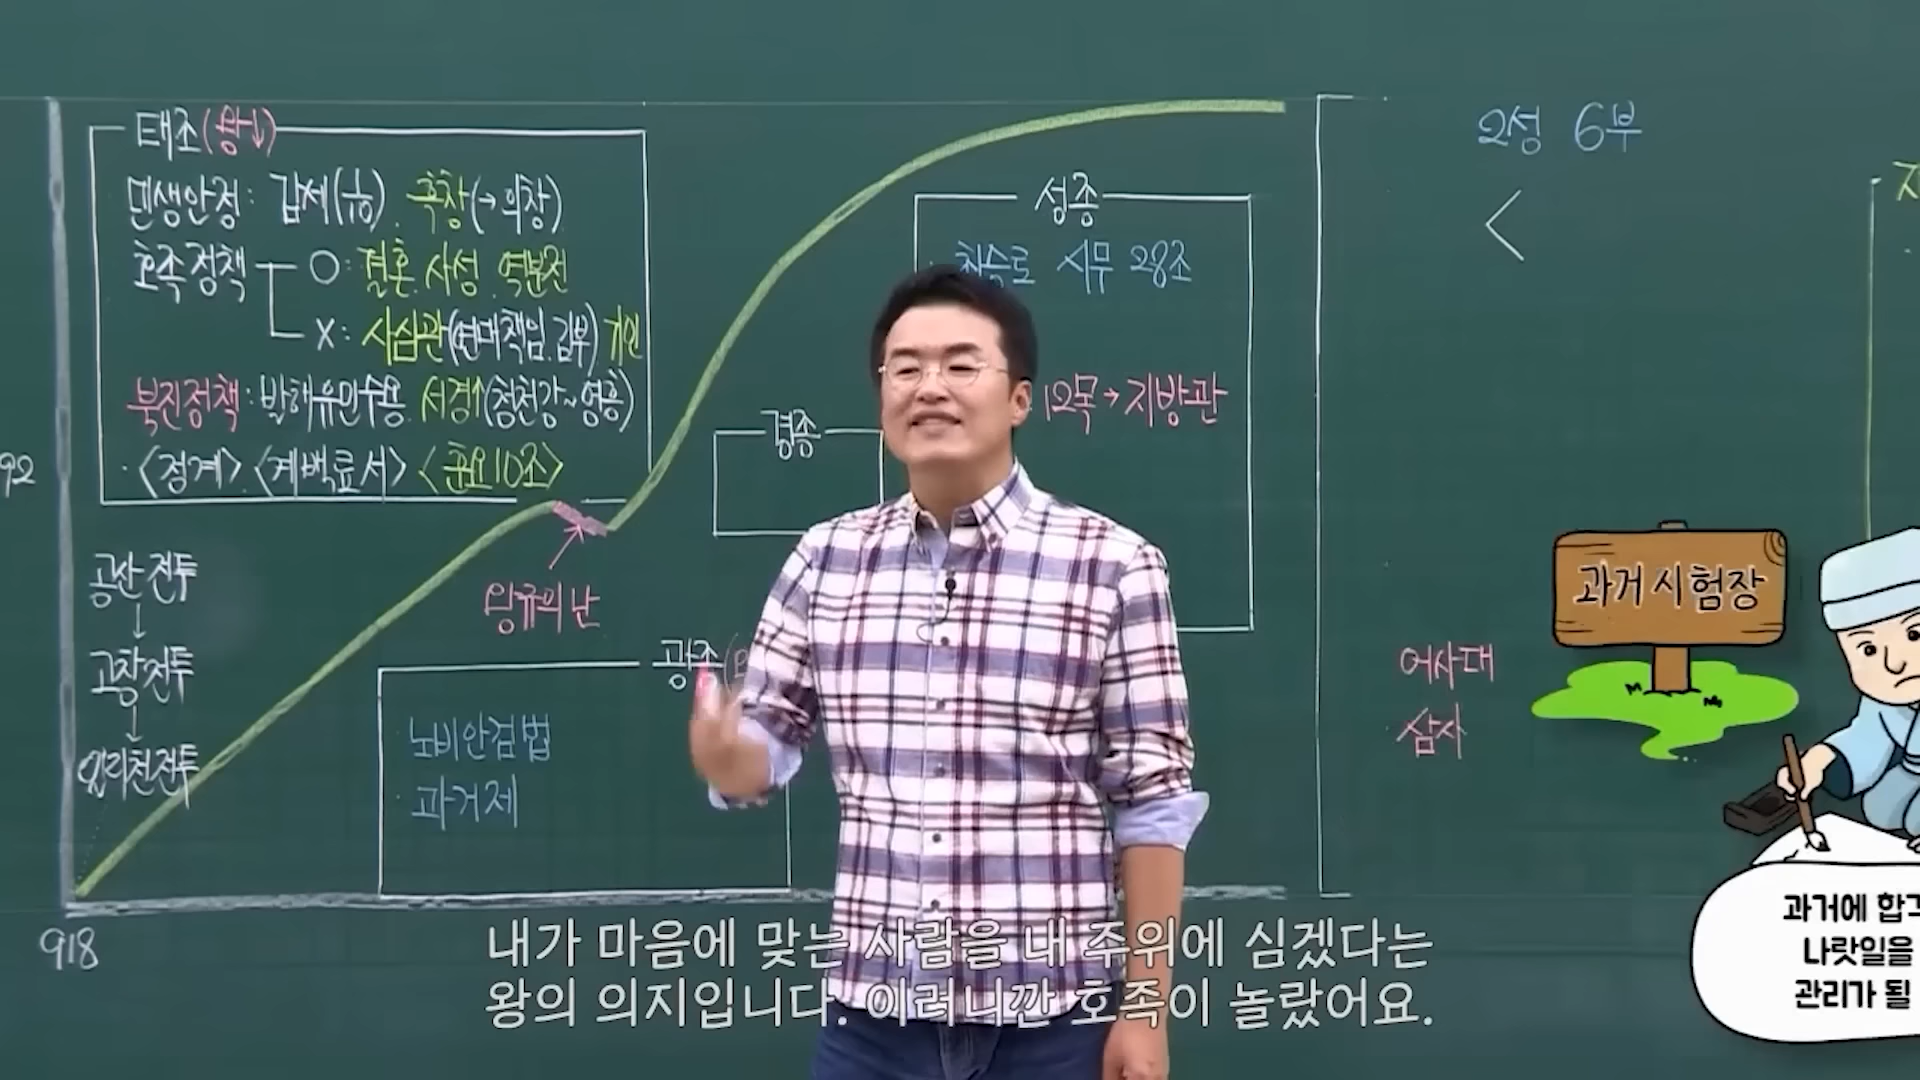 태조(왕↓)
민생안정: 감세(1/10). 흑창(→의창)
호족정책 O: 결혼. 사성. 역분전
X: 사심관(연대책임. 김부) 기인
북진정책: 발해유민수용. 서경↑(청천강~영흥)
·<정계>.<계백료서><훈요10조>
92
공산전투
↓
고창전투
↓
일리천전투
918
왕규의 난
광종
노비안검법
·과거제
경종
성종
·최승로 시무 28조
12목→지방관
2성 6부
어사대
삼사
과거 시험장
과거에 합격
나랏일을
관리가 될
내가 마음에 맞는 사람을 내 주위에 심겠다는
왕의 의지입니다. 이러니깐 호족이 놀랐어요.